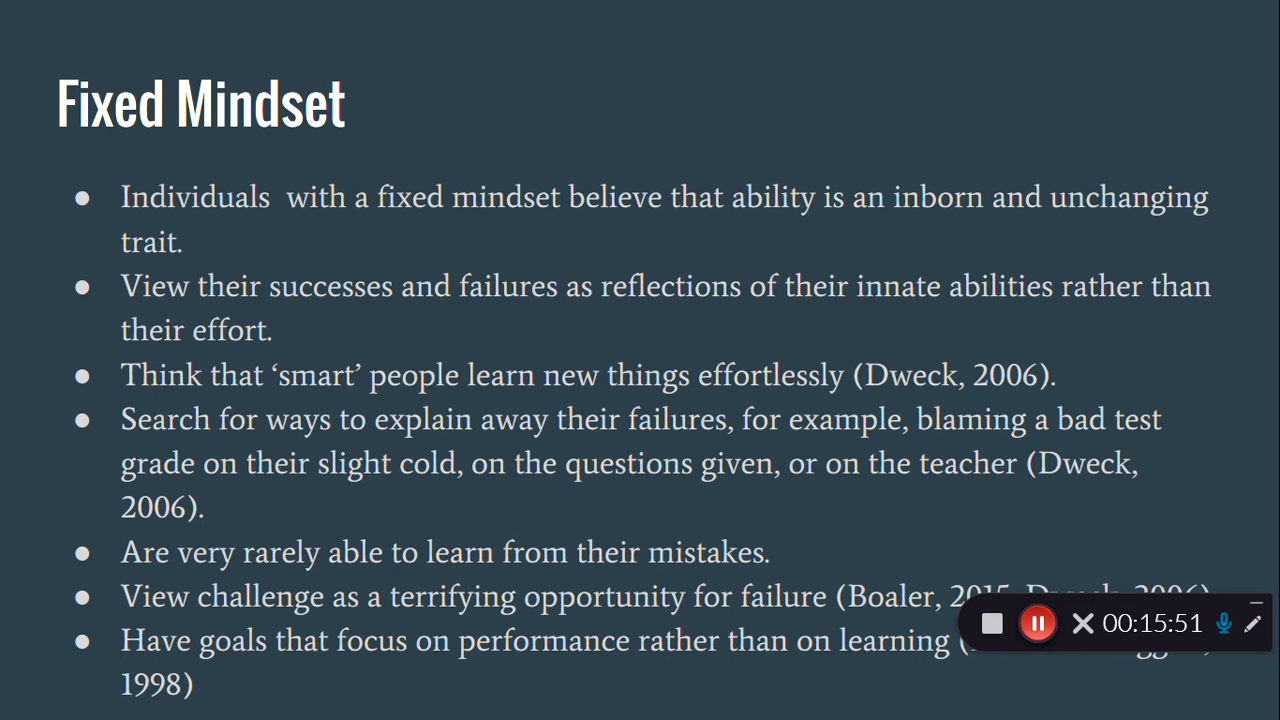 Fixed Mindset
● Individuals  with a fixed mindset believe that ability is an inborn and unchanging
trait.
● View their successes and failures as reflections of their innate abilities rather than
their effort.
● Think that ‘smart’ people learn new things effortlessly (Dweck, 2006).
● Search for ways to explain away their failures, for example, blaming a bad test
grade on their slight cold, on the questions given, or on the teacher (Dweck,
2006).
● Are very rarely able to learn from their mistakes.
● View challenge as a terrifying opportunity for failure (Boaler, 2015; Dweck, 2006)
● Have goals that focus on performance rather than on learning (
1998)
00:15:51